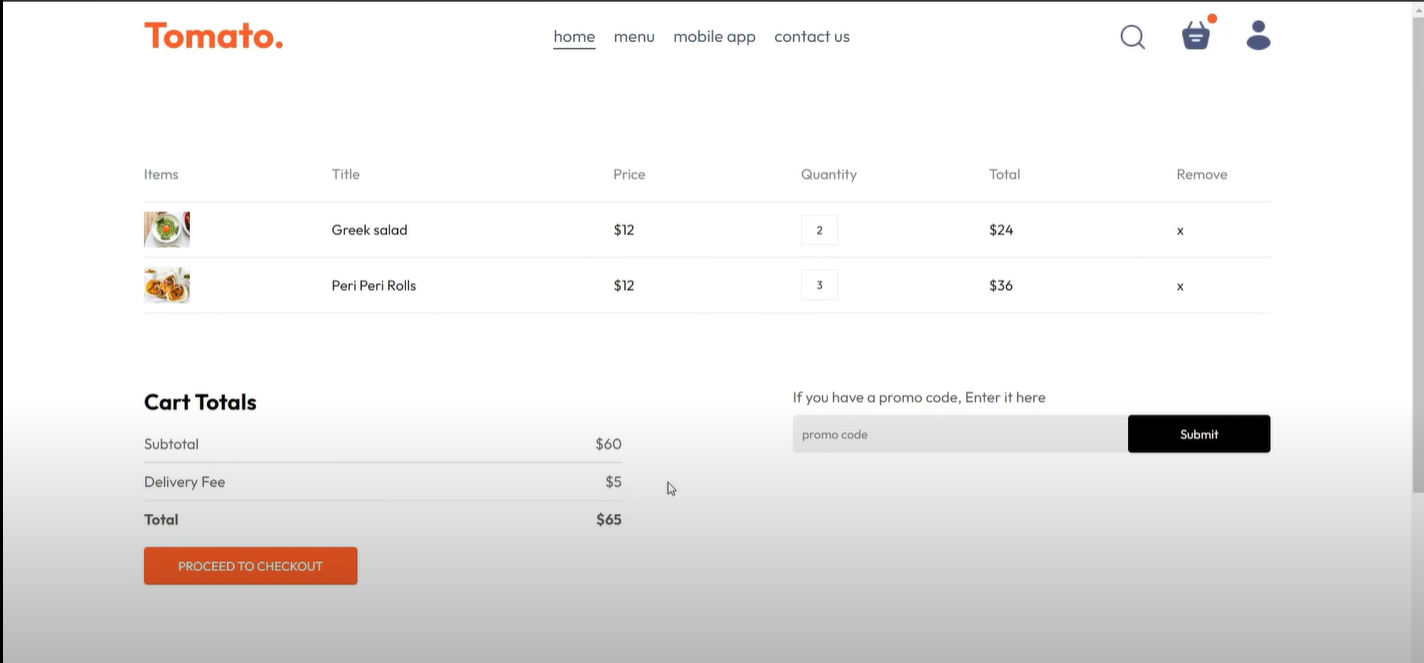 Tomato.
home menu mobile app contact us
Items Title Price Quantity Total Remove
Greek salad $12 2 $24 x
Peri Peri Rolls $12 3 $36 x
Cart Totals
Subtotal $60
Delivery Fee $5
Total $65
PROCEED TO CHECKOUT
If you have a promo code, Enter it here
promo code Submit